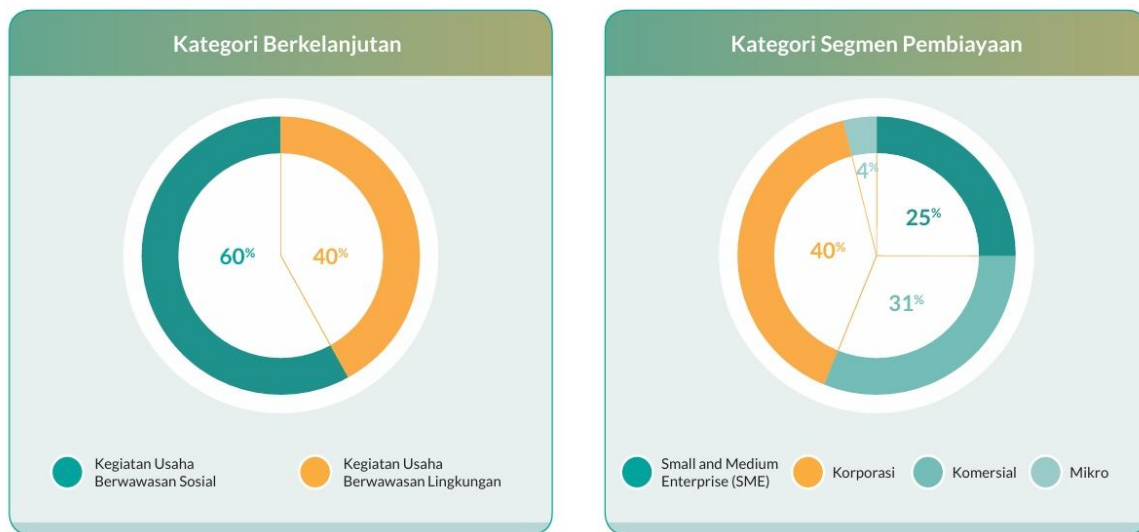 Kategori Berkelanjutan
60%
40%
Kegiatan Usaha
Berwawasan Sosial
Kegiatan Usaha
Berwawasan Lingkungan
Kategori Segmen Pembiayaan
4%
25%
40%
31%
Small and Medium
Enterprise (SME)
Korporasi
Komersial
Mikro